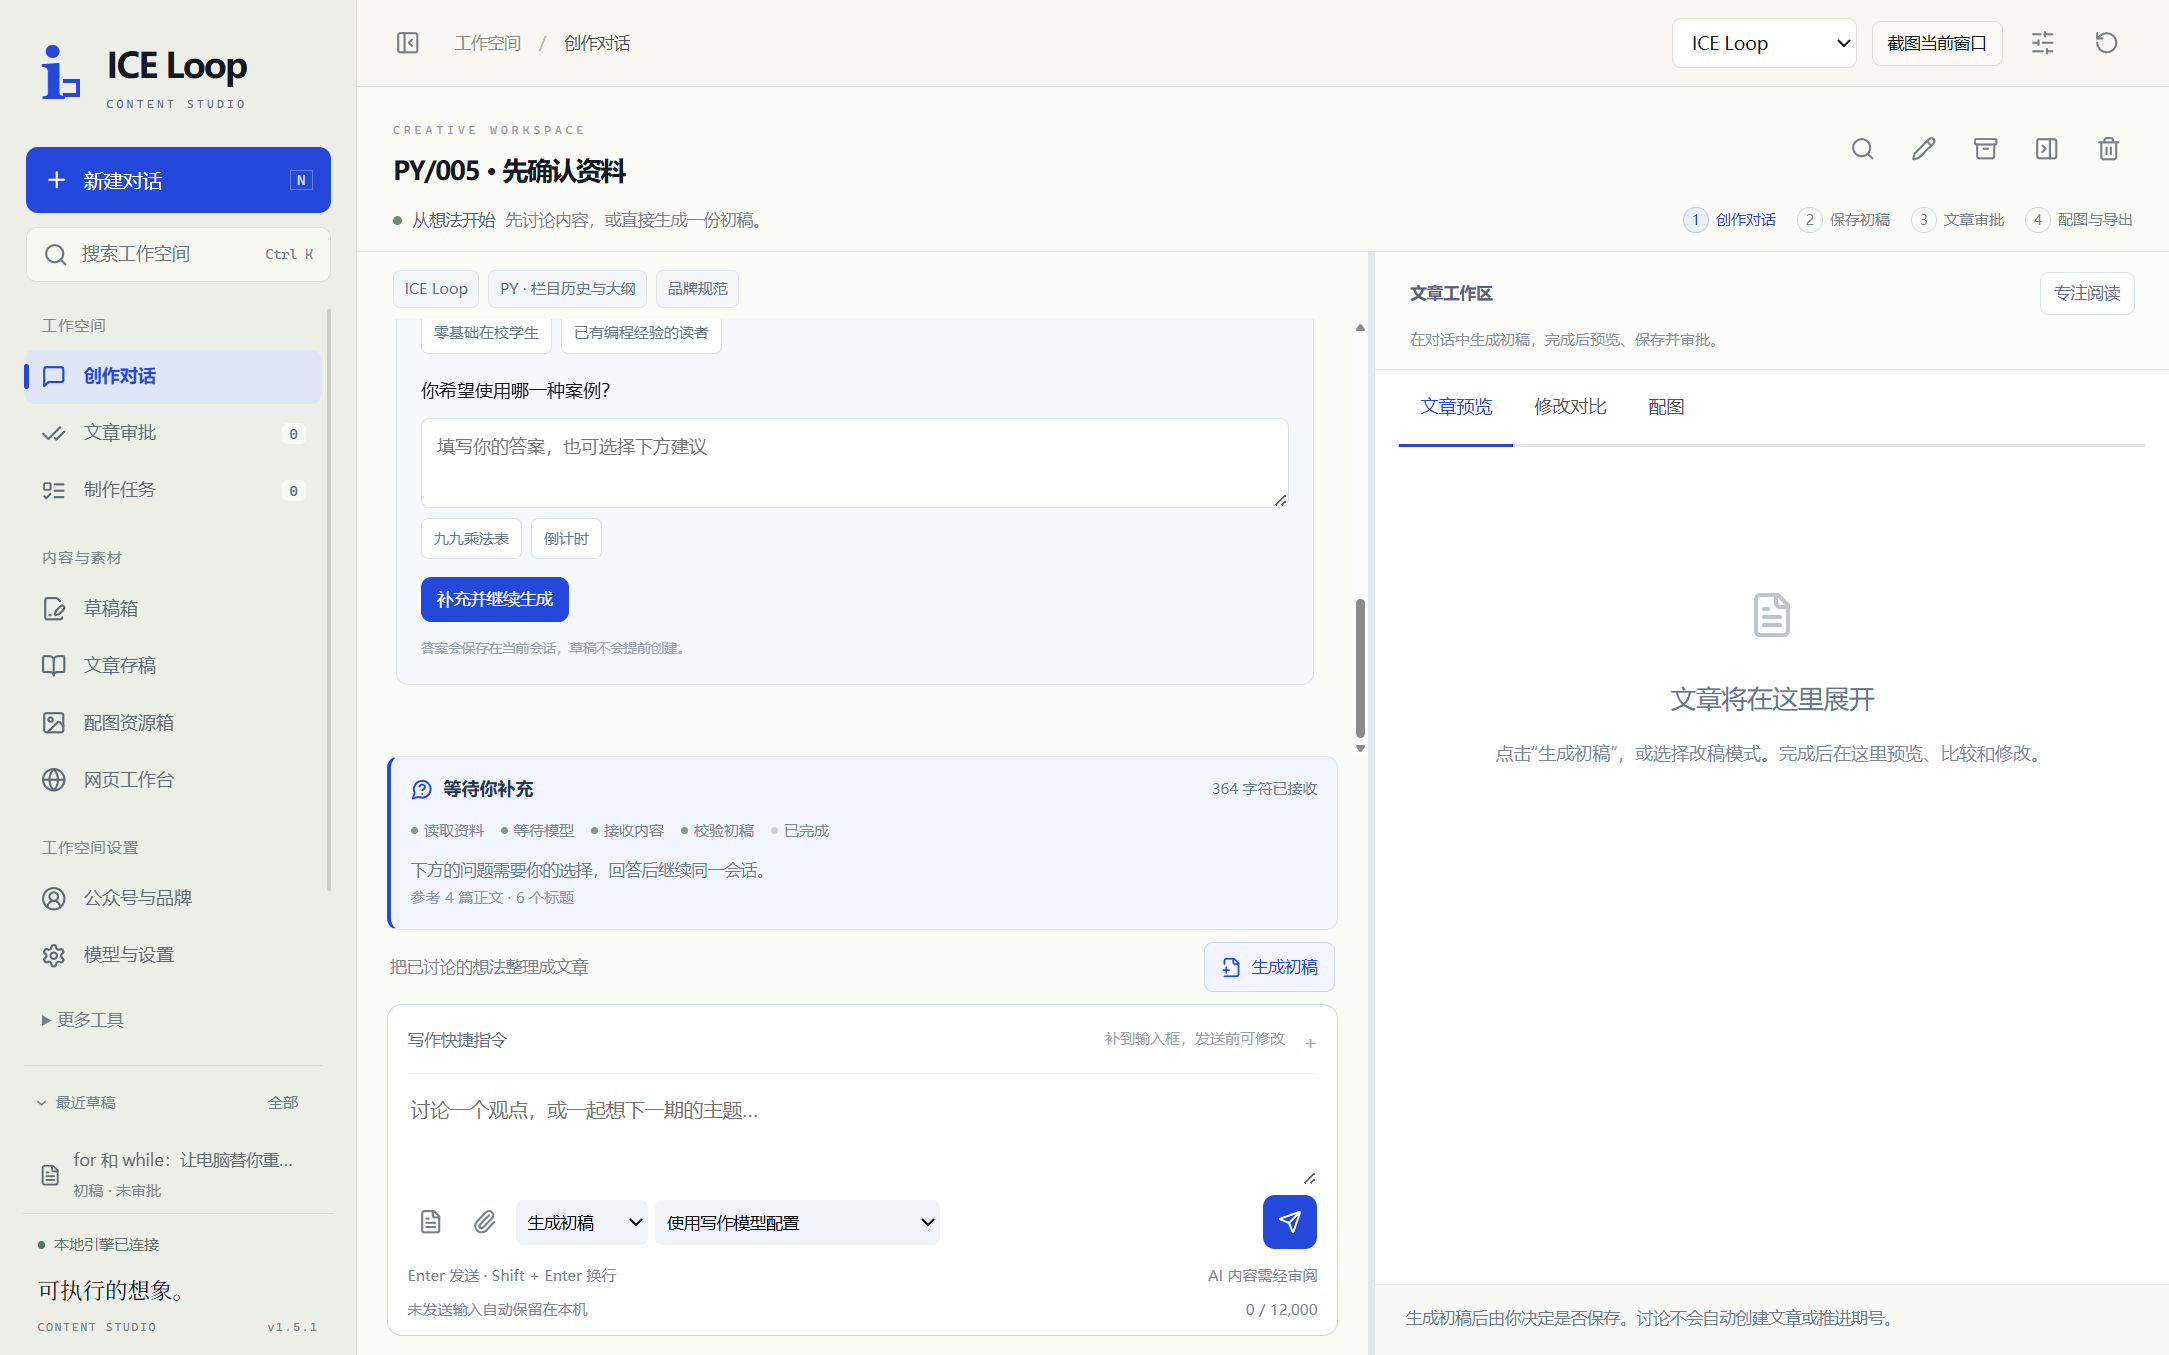 ICE Loop
CONTENT STUDIO
新建对话
N
搜索工作空间
Ctrl K
工作空间
创作对话
文章审批
0
制作任务
0
内容与素材
草稿箱
文章存稿
配图资源箱
网页工作台
工作空间设置
公众号与品牌
模型与设置
更多工具
最近草稿
全部
for 和 while：让电脑替你重...
初稿 · 未审批
本地引擎已连接
可执行的想象。
CONTENT STUDIO
v1.5.1
工作空间 / 创作对话
ICE Loop
截图当前窗口
CREATIVE WORKSPACE
PY/005 • 先确认资料
从想法开始 先讨论内容，或直接生成一份初稿。
1 创作对话
2 保存初稿
3 文章审批
4 配图与导出
ICE Loop
PY · 栏目历史与大纲
品牌规范
零基础在校学生
已有编程经验的读者
你希望使用哪一种案例？
填写你的答案，也可选择下方建议
九九乘法表
倒计时
补充并继续生成
答案会保存在当前会话，草稿不会提前创建。
等待你补充
364 字符已接收
读取资料
等待模型
接收内容
校验初稿
已完成
下方的问题需要你的选择，回答后继续同一会话。
参考 4 篇正文 · 6 个标题
把已讨论的想法整理成文章
生成初稿
写作快捷指令
补到输入框，发送前可修改
+
讨论一个观点，或一起想下一期的主题...
生成初稿
使用写作模型配置
Enter 发送 · Shift + Enter 换行
AI 内容需经审阅
未发送输入自动保留在本机
0 / 12,000
文章工作区
专注阅读
在对话中生成初稿，完成后预览、保存并审批。
文章预览
修改对比
配图
文章将在这里展开
点击“生成初稿”，或选择改稿模式。完成后在这里预览、比较和修改。
生成初稿后由你决定是否保存。讨论不会自动创建文章或推进期号。